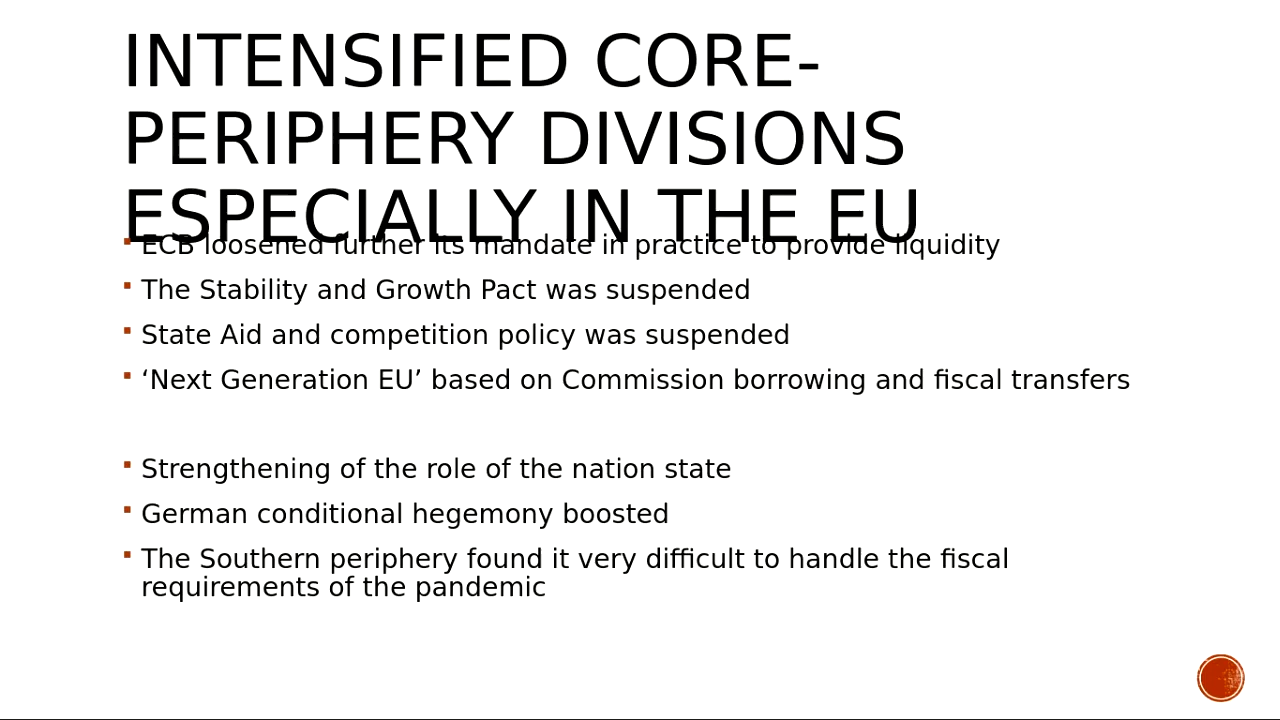 INTENSIFIED CORE-
PERIPHERY DIVISIONS
ESPECIALLY IN THE EU
ECB loosened further its mandate in practice to provide liquidity
The Stability and Growth Pact was suspended
State Aid and competition policy was suspended
‘Next Generation EU’ based on Commission borrowing and fiscal transfers
Strengthening of the role of the nation state
German conditional hegemony boosted
The Southern periphery found it very difficult to handle the fiscal
requirements of the pandemic